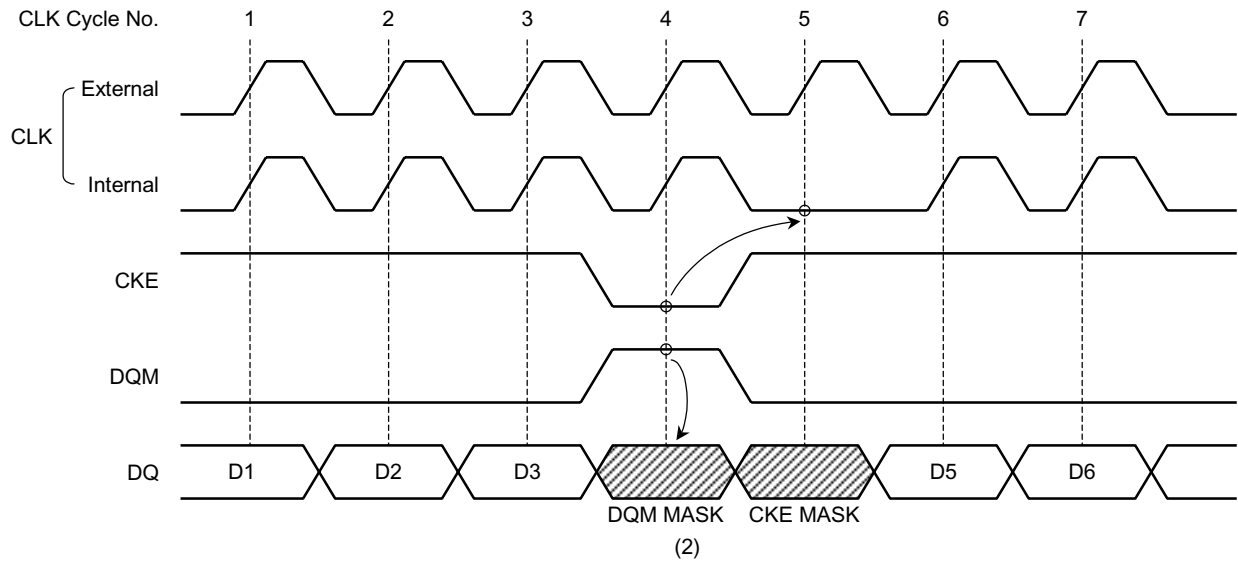 CLK Cycle No. 1 2 3 4 5 6 7
External
CLK
Internal
CKE
DQM
DQ D1 D2 D3 D5 D6
DQM MASK CKE MASK
(2)